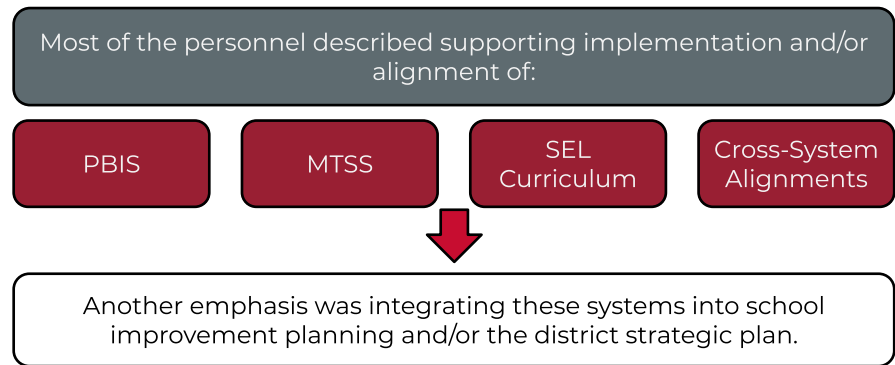 Most of the personnel described supporting implementation and/or
alignment of:
PBIS
MTSS
SEL
Curriculum
Cross-System
Alignments
Another emphasis was integrating these systems into school
improvement planning and/or the district strategic plan.